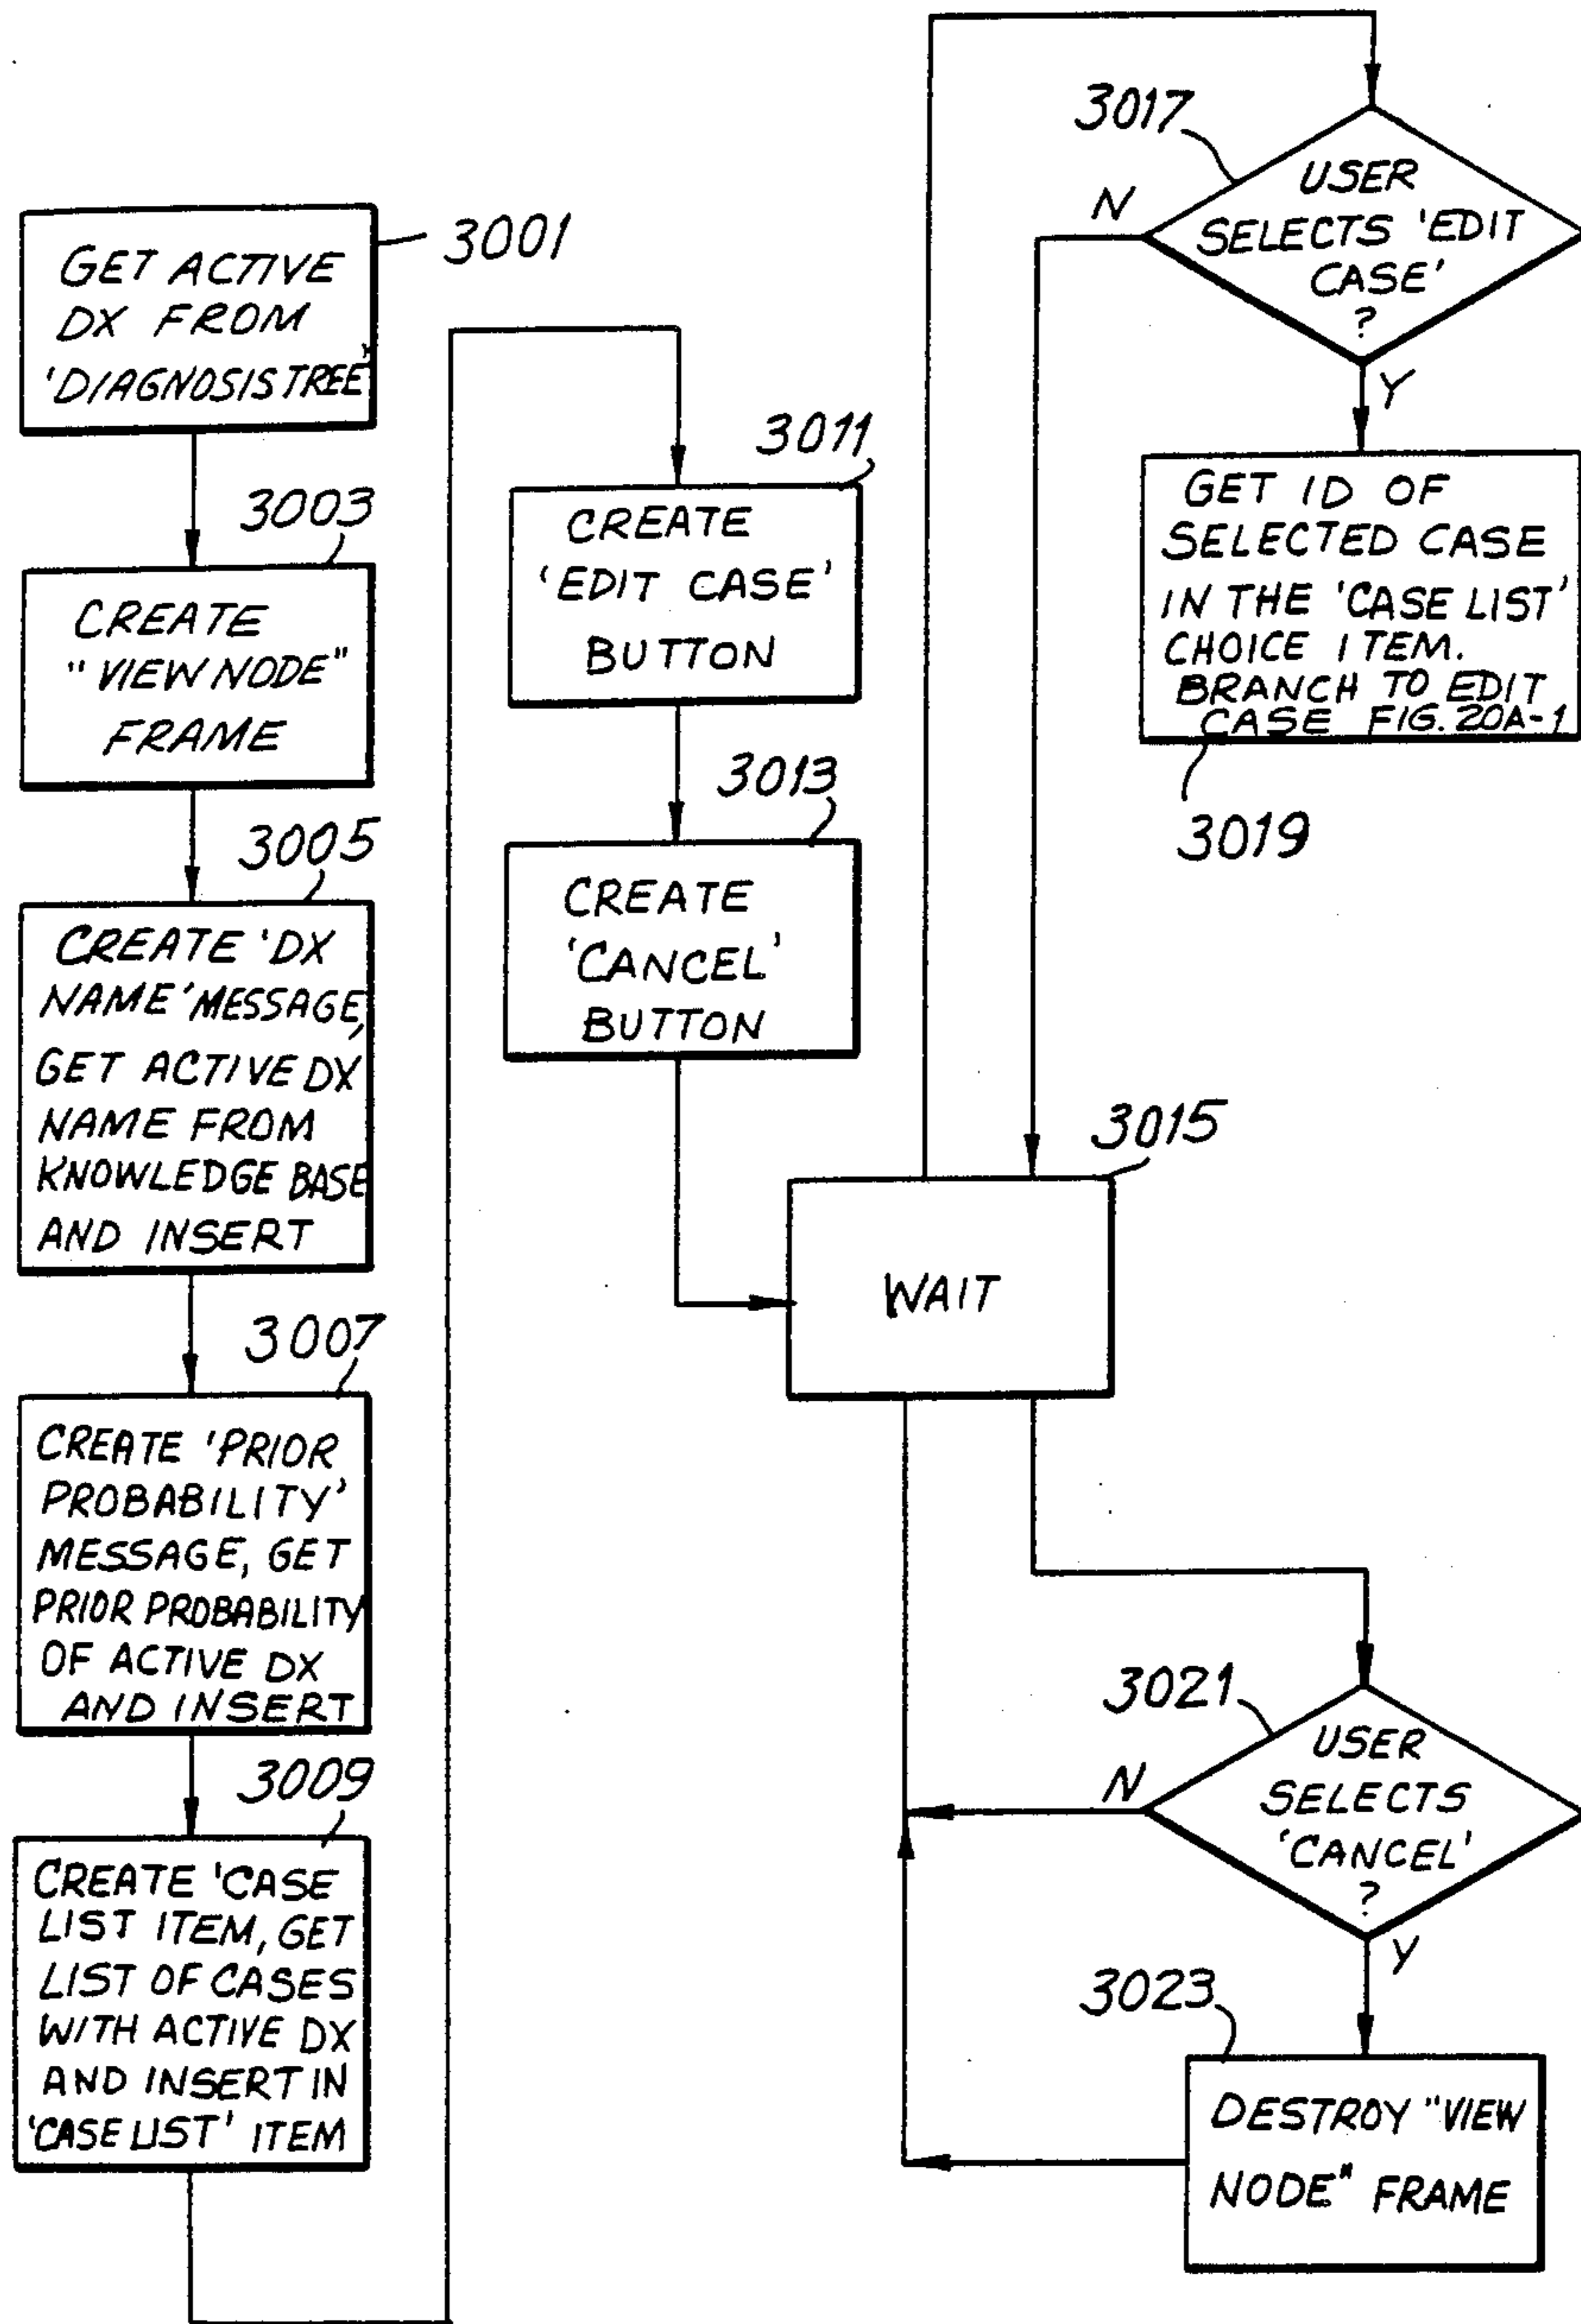 3001
GET ACTIVE
DX FROM
'DIAGNOSIS TREE'
3003
CREATE
"VIEW NODE"
FRAME
3005
CREATE 'DX
NAME' MESSAGE,
GET ACTIVE DX
NAME FROM
KNOWLEDGE BASE
AND INSERT
3007
CREATE 'PRIOR
PROBABILITY'
MESSAGE, GET
PRIOR PROBABILITY
OF ACTIVE DX
AND INSERT
3009
CREATE 'CASE
LIST ITEM, GET
LIST OF CASES
WITH ACTIVE DX
AND INSERT IN
'CASE LIST' ITEM
3011
CREATE
'EDIT CASE'
BUTTON
3013
CREATE
'CANCEL'
BUTTON
3015
WAIT
3017
USER
SELECTS 'EDIT
CASE'
?
N
Y
GET ID OF
SELECTED CASE
IN THE 'CASE LIST'
CHOICE ITEM.
BRANCH TO EDIT
CASE FIG. 20A-1
3019
3021
USER
SELECTS
'CANCEL'
?
N
Y
3023
DESTROY "VIEW
NODE" FRAME